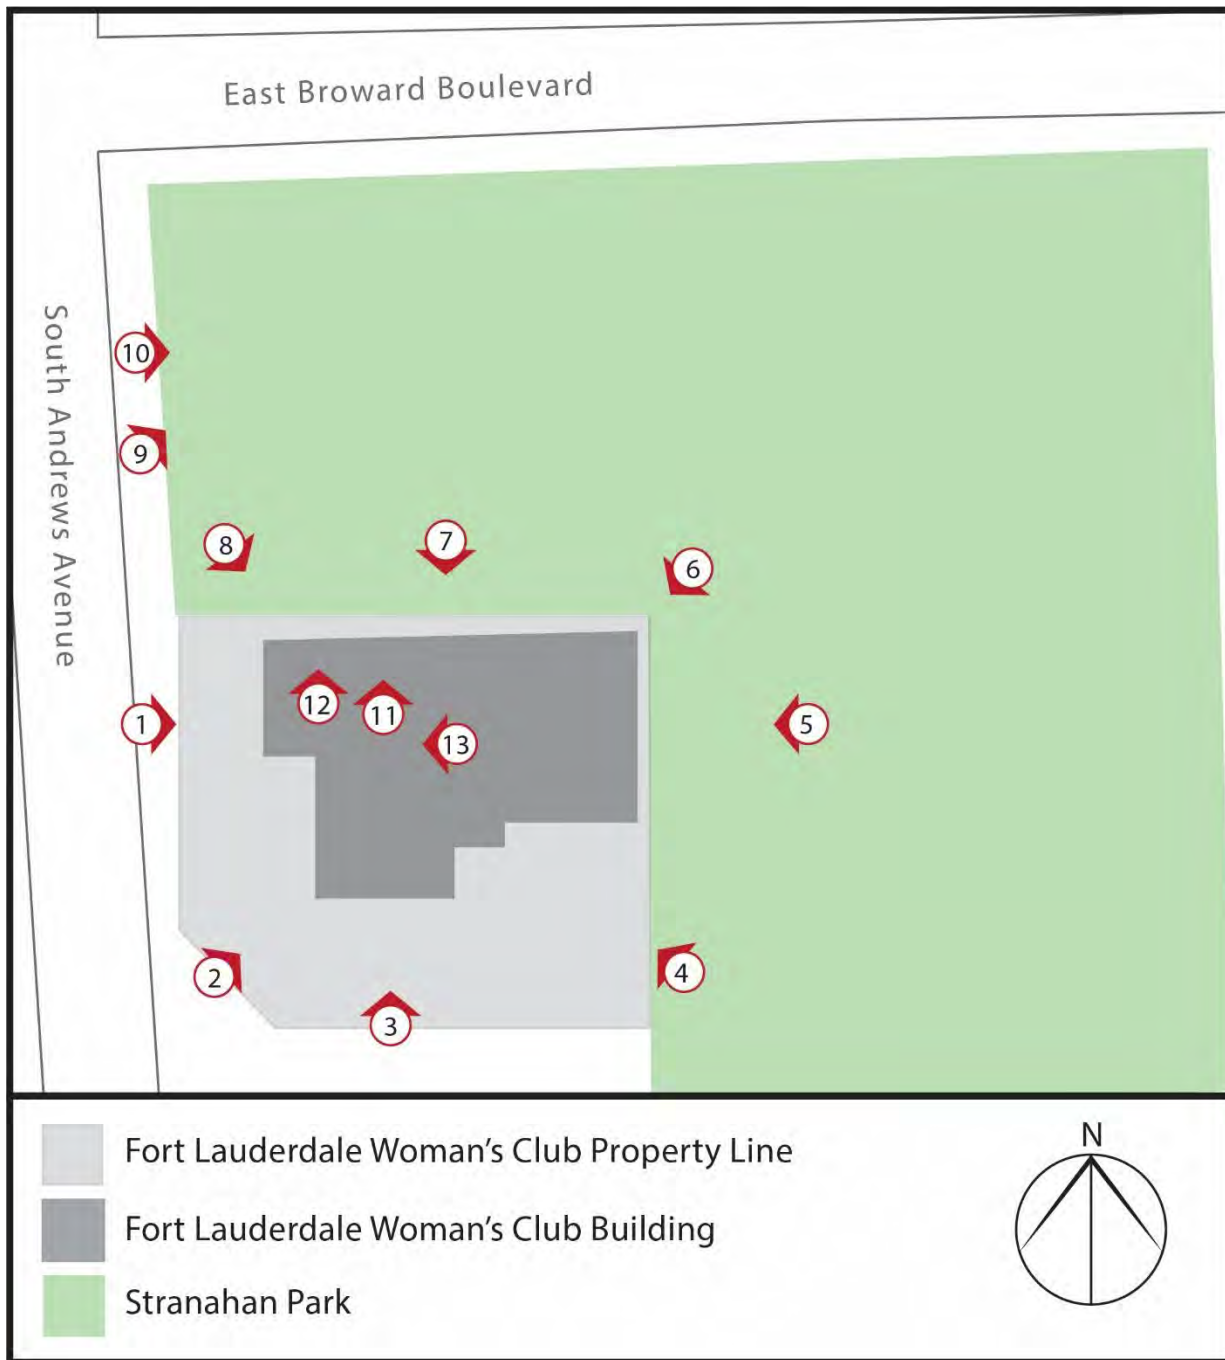 East Broward Boulevard
South Andrews Avenue
10
9
8
7
6
1
12
11
13
5
2
3
4
Fort Lauderdale Woman's Club Property Line
N
Fort Lauderdale Woman's Club Building
Stranahan Park